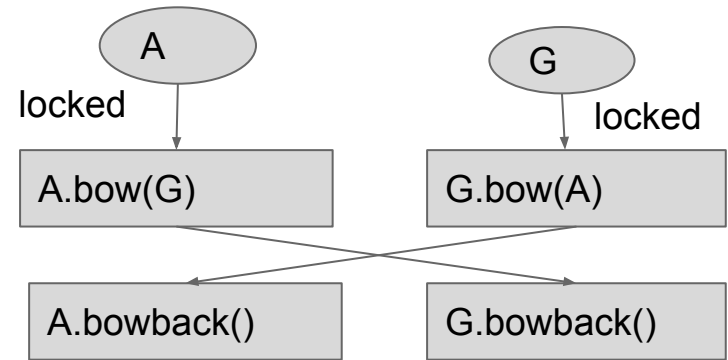 A
G
locked
locked
A.bow(G)
G.bow(A)
A.bowback()
G.bowback()